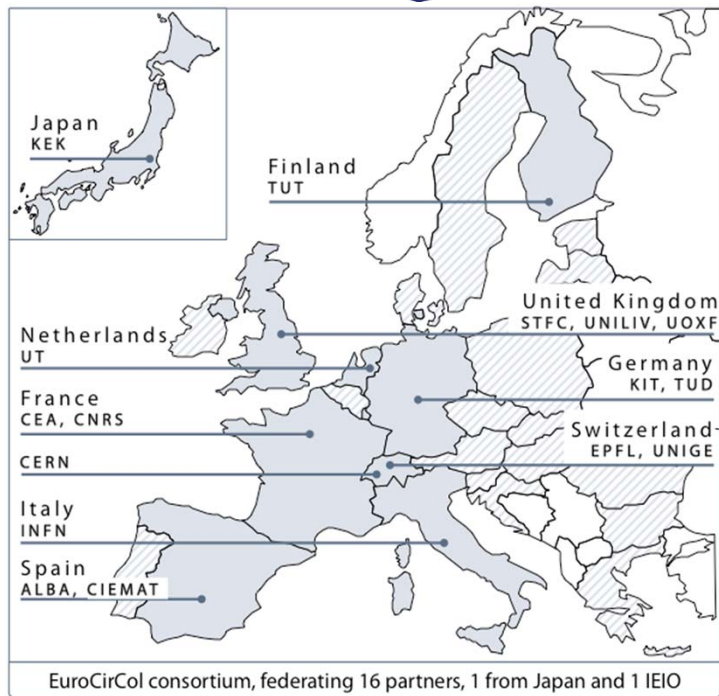 Japan
KEK
Finland
TUT
United Kingdom
STFC, UNILIV, UOXF
Netherlands
UT
Germany
KIT, TUD
France
CEA, CNRS
Switzerland
EPFL, UNIGE
CERN
Italy
INFN
Spain
ALBA, CIEMAT
EuroCirCol consortium, federating 16 partners, 1 from Japan and 1 IEIO